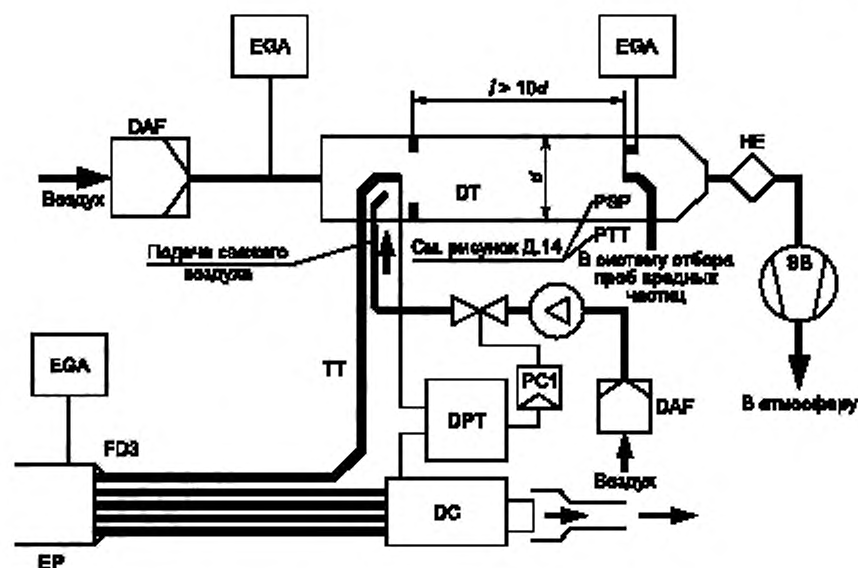 EGA
EGA
l > 10d
DAF
HE
Воздух
d
DT
PSP
Подача свежего
воздуха
См. рисунок Д.14
PTT
В систему отбора
проб вредных
частиц
SB
EGA
TT
PC1
DAF
В атмосферу
DPT
FD3
Воздух
DC
EP